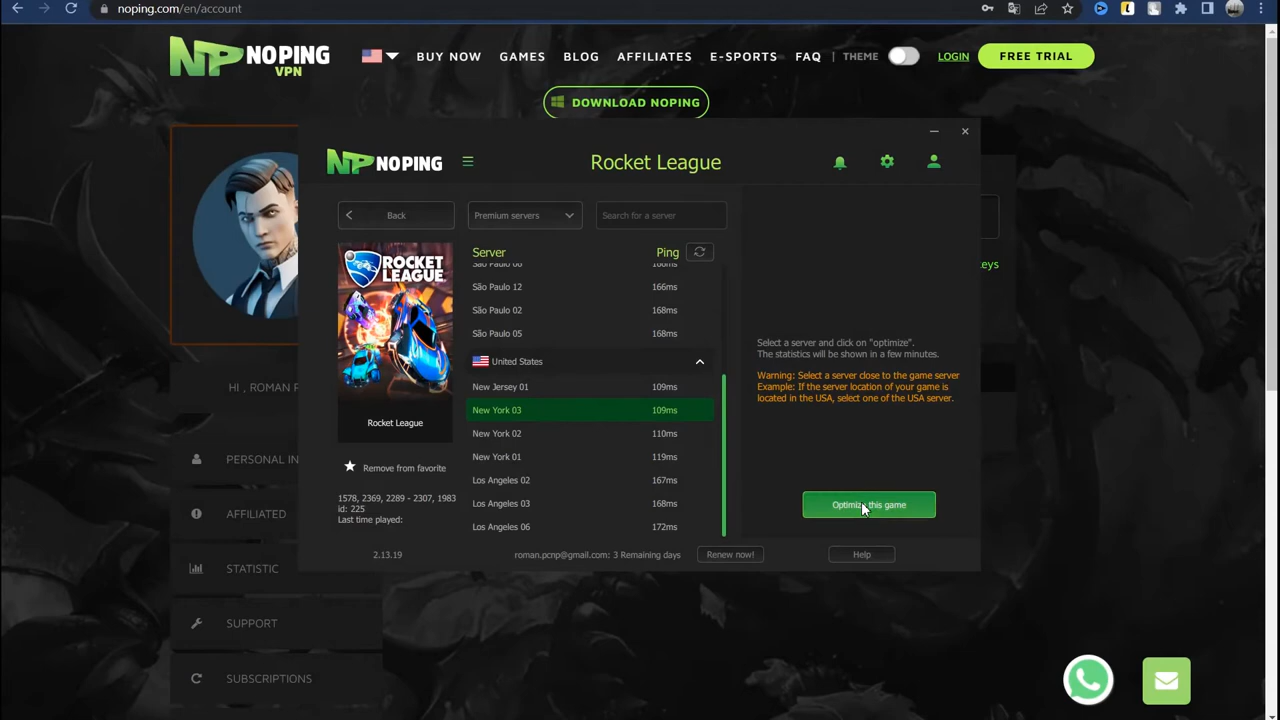 noping.com/en/account
NP NOPING
VPN
BUY NOW
GAMES
BLOG
AFFILIATES
E-SPORTS
FAQ
|
THEME
LOGIN
FREE TRIAL
DOWNLOAD NOPING
NP NOPING
Rocket League
Back
Premium servers
Search for a server
Server
Ping
São Paulo 12
166ms
São Paulo 02
168ms
São Paulo 05
168ms
United States
New Jersey 01
109ms
New York 03
109ms
New York 02
110ms
New York 01
119ms
Los Angeles 02
167ms
Los Angeles 03
168ms
Los Angeles 06
172ms
ROCKET
LEAGUE
Rocket League
Remove from favorite
1578, 2369, 2289 - 2307, 1983
id: 225
Last time played:
Select a server and click on "optimize".
The statistics will be shown in a few minutes.
Warning: Select a server close to the game server
Example: If the server location of your game is
located in the USA, select one of the USA server.
Optimize this game
2.13.19
roman.pcnp@gmail.com: 3 Remaining days
Renew now!
Help
eys
HI , ROMAN P
PERSONAL IN
AFFILIATED
STATISTIC
SUPPORT
SUBSCRIPTIONS